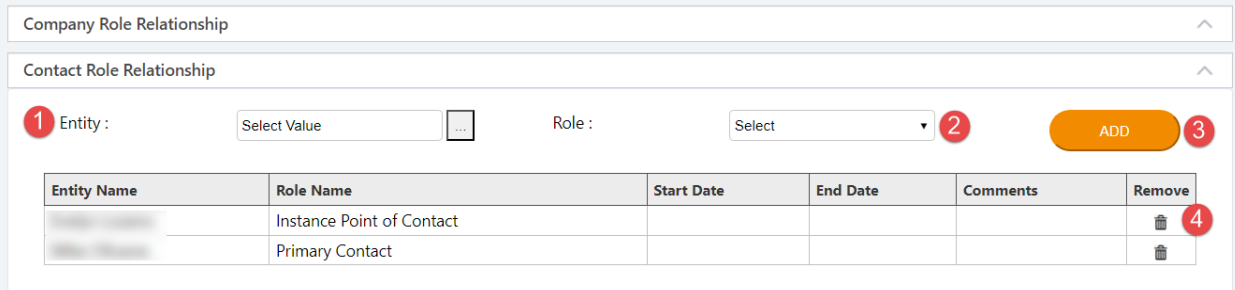 Company Role Relationship
Contact Role Relationship
1 Entity : Select Value ... Role : Select 2 ADD 3
Entity Name Role Name Start Date End Date Comments Remove
Instance Point of Contact 4
Primary Contact